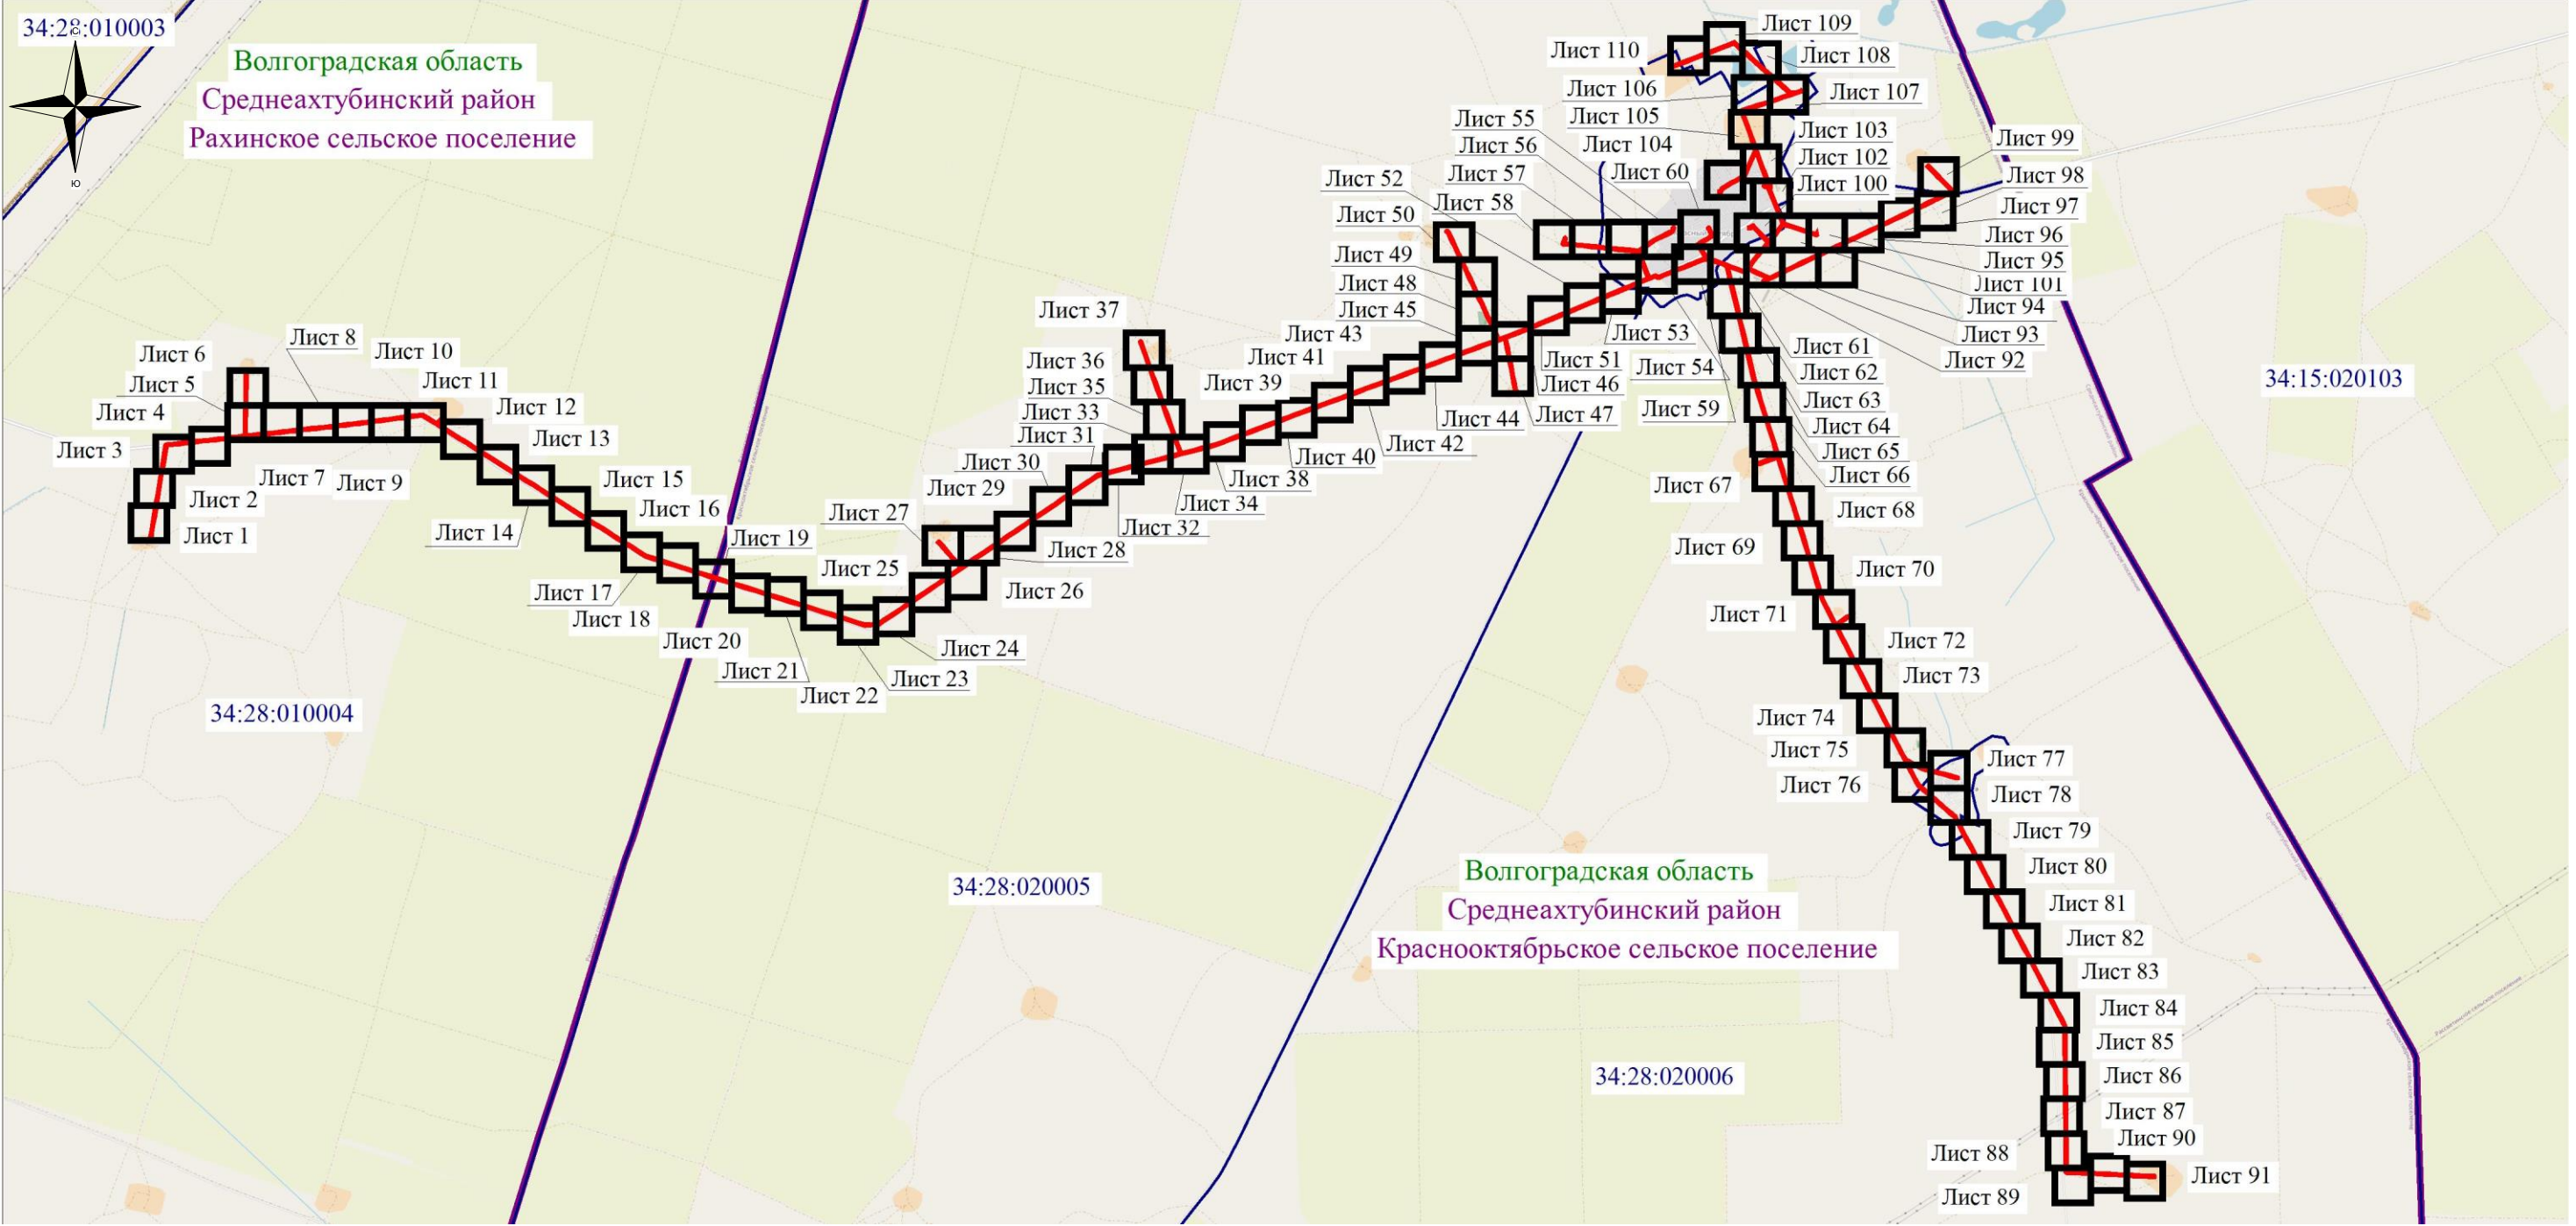 34:28:010003
С
Ю
Волгоградская область
Среднеахтубинский район
Рахинское сельское поселение
Лист 1
Лист 2
Лист 3
Лист 4
Лист 5
Лист 6
Лист 7
Лист 8
Лист 9
Лист 10
Лист 11
Лист 12
Лист 13
Лист 14
Лист 15
Лист 16
Лист 17
Лист 18
Лист 19
Лист 20
Лист 21
Лист 22
Лист 23
Лист 24
Лист 25
Лист 26
Лист 27
Лист 28
Лист 29
Лист 30
Лист 31
Лист 32
Лист 33
Лист 34
Лист 35
Лист 36
Лист 37
Лист 38
Лист 39
Лист 40
Лист 41
Лист 42
Лист 43
Лист 44
Лист 45
Лист 46
Лист 47
Лист 48
Лист 49
Лист 50
Лист 51
Лист 52
Лист 53
Лист 54
Лист 55
Лист 56
Лист 57
Лист 58
Лист 59
Лист 60
Лист 61
Лист 62
Лист 63
Лист 64
Лист 65
Лист 66
Лист 67
Лист 68
Лист 69
Лист 70
Лист 71
Лист 72
Лист 73
Лист 74
Лист 75
Лист 76
Лист 77
Лист 78
Лист 79
Лист 80
Лист 81
Лист 82
Лист 83
Лист 84
Лист 85
Лист 86
Лист 87
Лист 88
Лист 89
Лист 90
Лист 91
Лист 92
Лист 93
Лист 94
Лист 95
Лист 96
Лист 97
Лист 98
Лист 99
Лист 100
Лист 101
Лист 102
Лист 103
Лист 104
Лист 105
Лист 106
Лист 107
Лист 108
Лист 109
Лист 110
34:15:020103
34:28:010004
34:28:020005
Волгоградская область
Среднеахтубинский район
Краснооктябрьское сельское поселение
34:28:020006